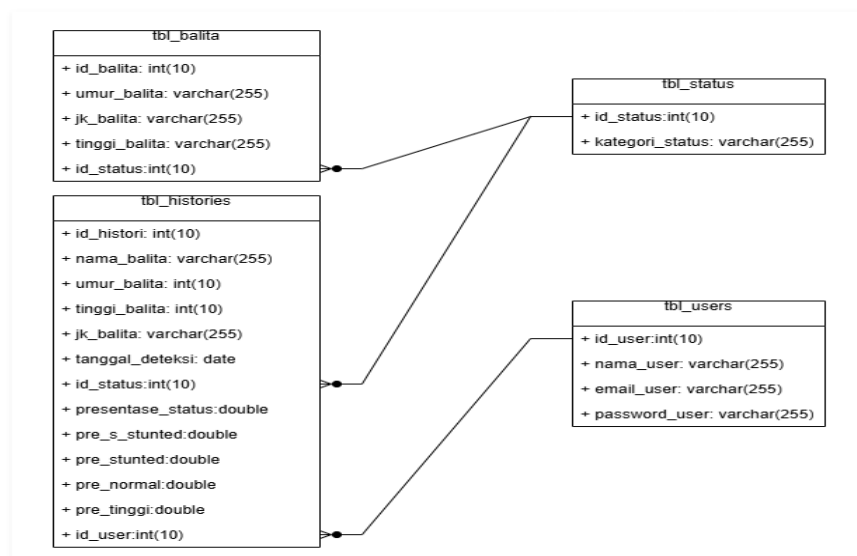 tbl_balita
+ id_balita: int(10)
+ umur_balita: varchar(255)
+ jk_balita: varchar(255)
+ tinggi_balita: varchar(255)
+ id_status:int(10)
tbl_histories
+ id_histori: int(10)
+ nama_balita: varchar(255)
+ umur_balita: int(10)
+ tinggi_balita: int(10)
+ jk_balita: varchar(255)
+ tanggal_deteksi: date
+ id_status:int(10)
+ presentase_status:double
+ pre_s_stunted:double
+ pre_stunted:double
+ pre_normal:double
+ pre_tinggi:double
+ id_user:int(10)
tbl_status
+ id_status:int(10)
+ kategori_status: varchar(255)
tbl_users
+ id_user:int(10)
+ nama_user: varchar(255)
+ email_user: varchar(255)
+ password_user: varchar(255)